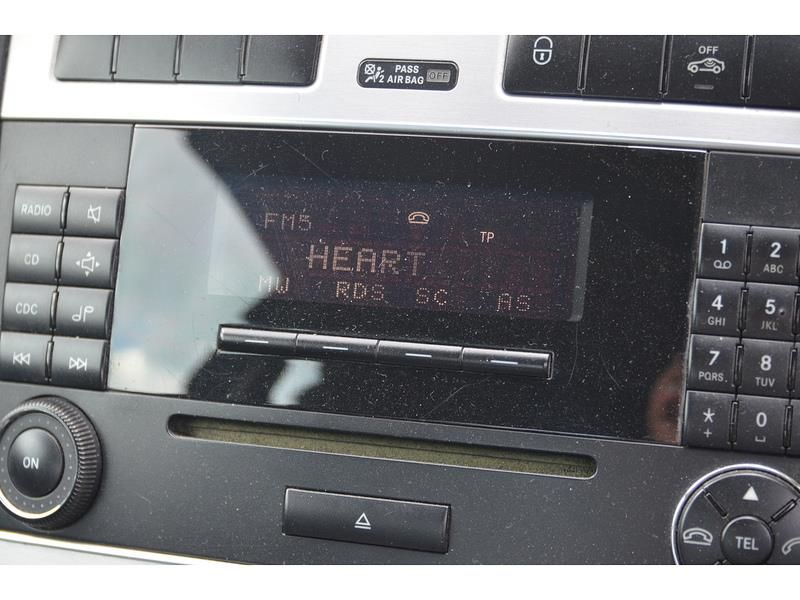 PASS
2 AIR BAG OFF
OFF
FM5
TP
HEART
MW RDS SC AS
RADIO
CD
CDC
ON
1
2
ABC
4
GHI
5
JKL
7
PQRS
8
TUV
*
+
0
TEL